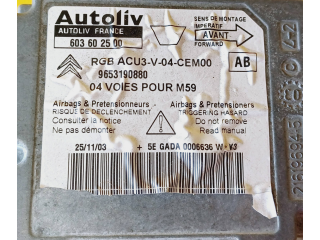 Autoliv
AUTOLIV FRANCE
603 60 25 00
SENS DE MONTAGE
IMPERATIF
AVANT
FORWARD
RGB ACU3-V-04-CEM00
9653190880
AB
04 VOIES POUR M59
Airbags & Pretensionneurs
RISQUE DE DECLENCHEMENT
Consulter la notice
Ne pas démonter
Airbags & Pretensioners
TRIGGERING HASARD
Do not remove
Read manual
25/11/03 + 5E GADA 0006636 W - V3